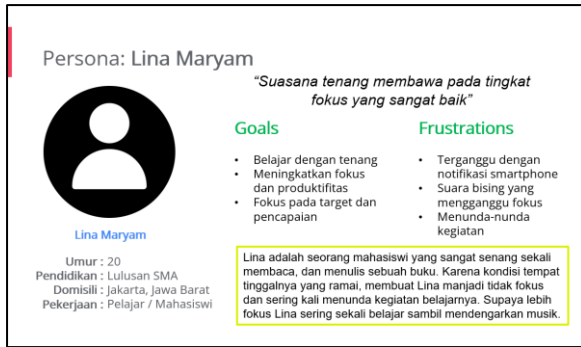 Persona: Lina Maryam
“Suasana tenang membawa pada tingkat
fokus yang sangat baik”
Goals
• Belajar dengan tenang
• Meningkatkan fokus
dan produktifitas
• Fokus pada target dan
pencapaian
Frustrations
• Terganggu dengan
notifikasi smartphone
• Suara bising yang
mengganggu fokus
• Menunda-nunda
kegiatan
Lina Maryam
Umur : 20
Pendidikan : Lulusan SMA
Domisili : Jakarta, Jawa Barat
Pekerjaan : Pelajar / Mahasiswi
Lina adalah seorang mahasiswi yang sangat senang sekali
membaca, dan menulis sebuah buku. Karena kondisi tempat
tinggalnya yang ramai, membuat Lina manjadi tidak fokus
dan sering kali menunda kegiatan belajarnya. Supaya lebih
fokus Lina sering sekali belajar sambil mendengarkan musik.